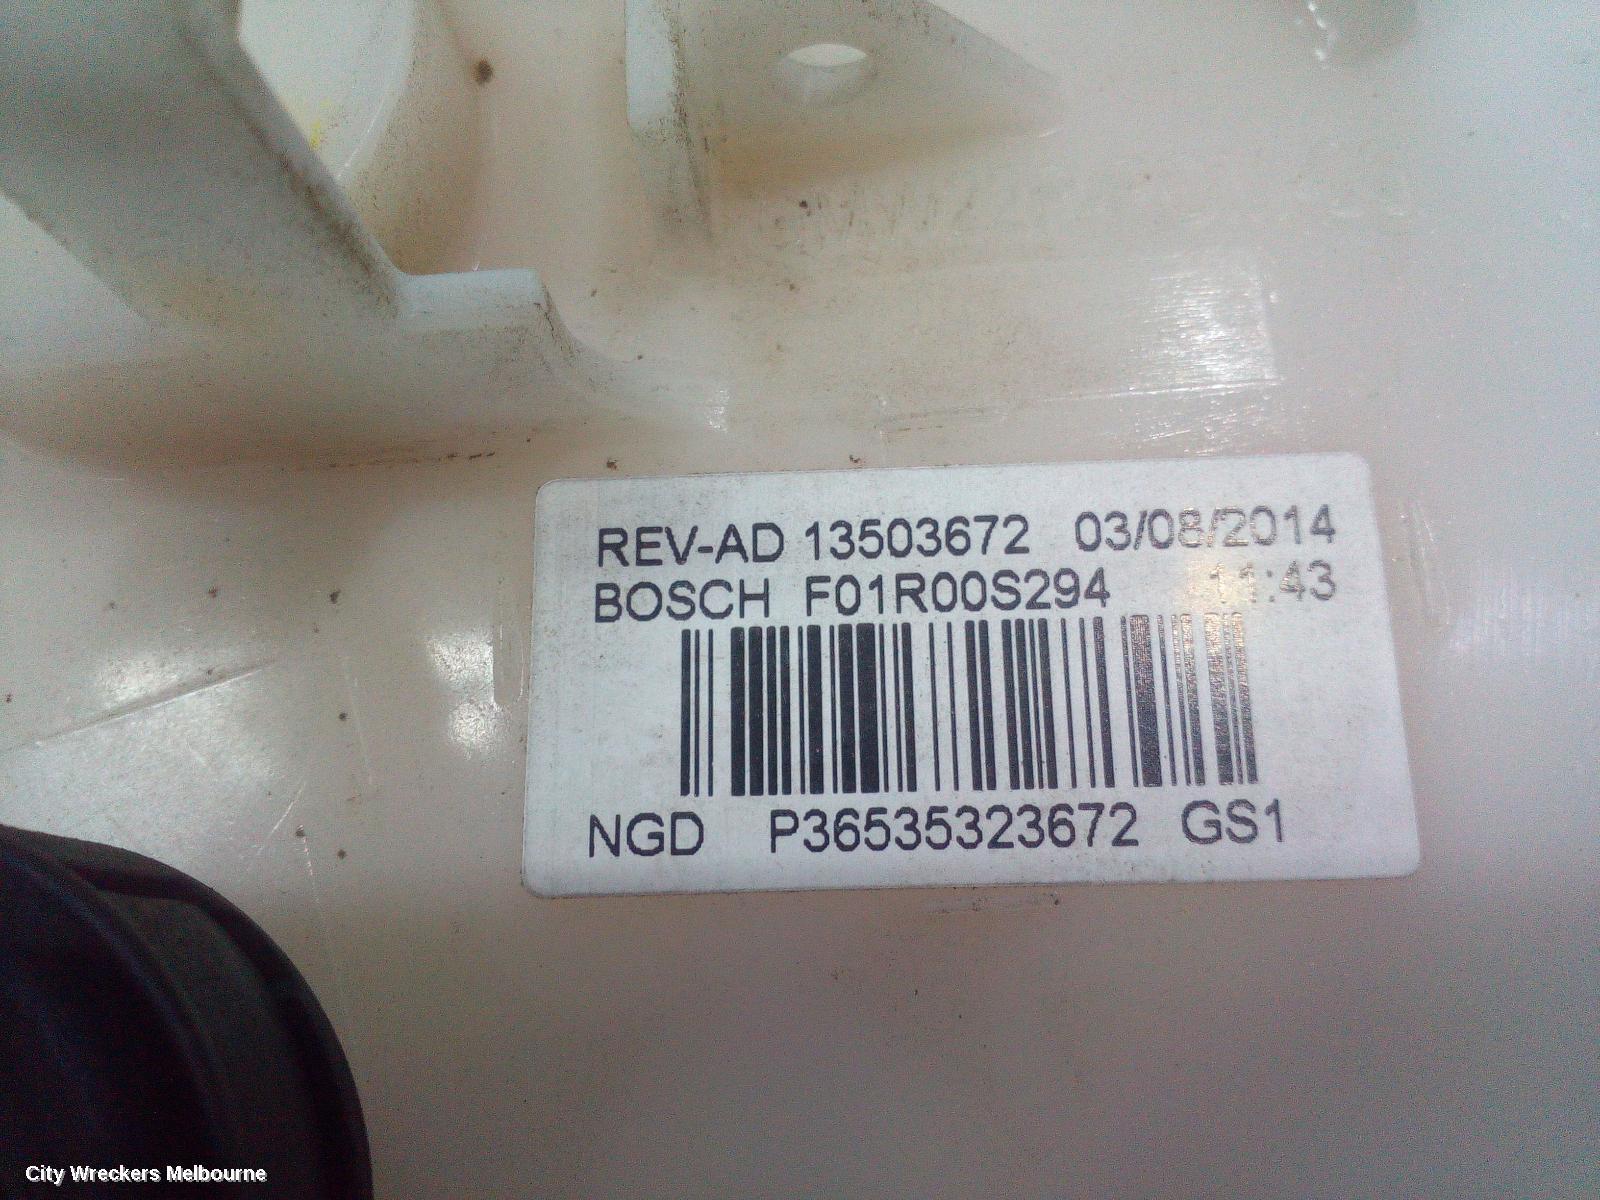 REV-AD 13503672 03/08/2014
BOSCH F01R00S294 11:43
NGD P36535323672 GS1
City Wreckers Melbourne